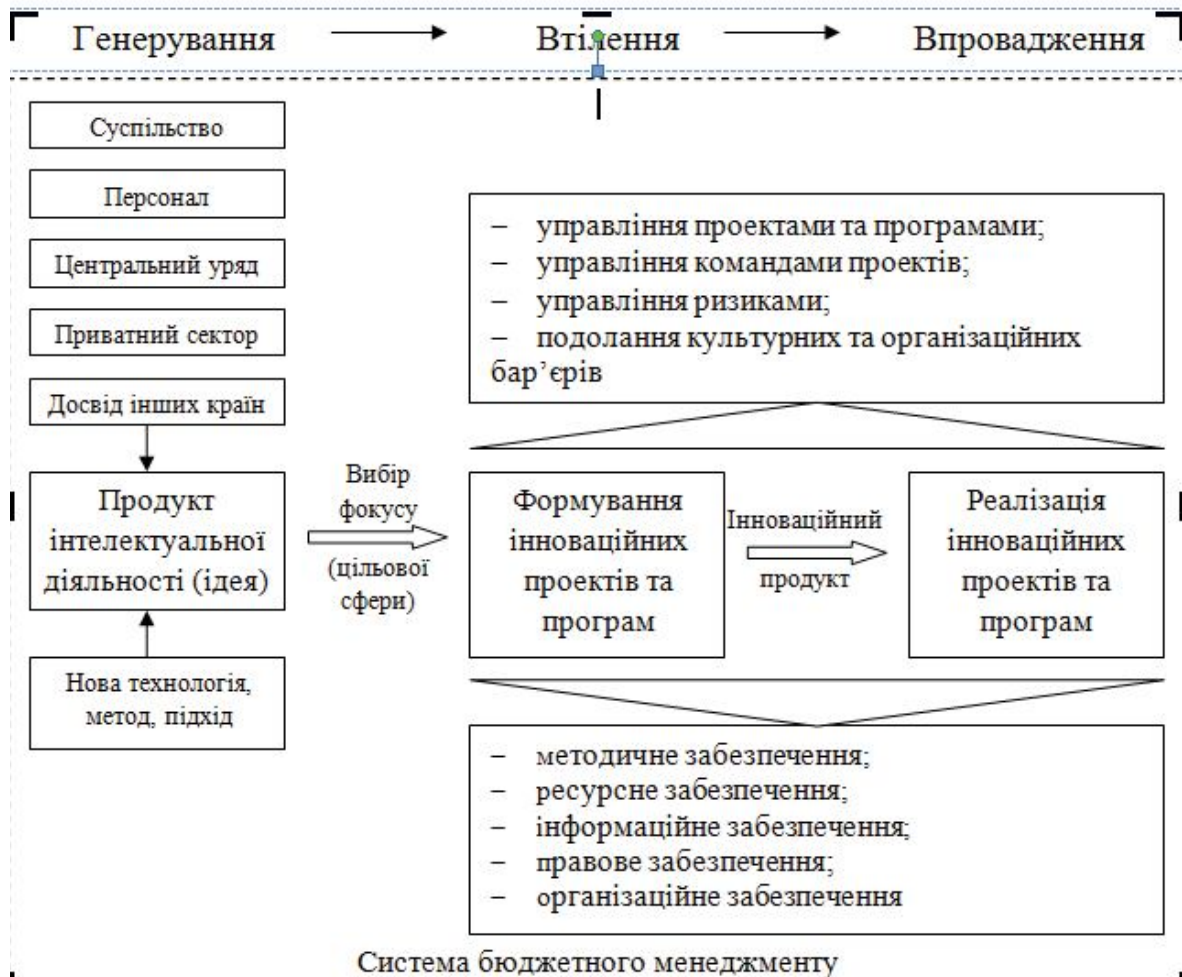 Генерування
Втілення
Впровадження
Суспільство
Персонал
Центральний уряд
Приватний сектор
Досвід інших країн
Продукт
інтелектуальної
діяльності (ідея)
Нова технологія,
метод, підхід
Вибір
фокусу
(цільової
сфери)
– управління проектами та програмами;
– управління командами проектів;
– управління ризиками;
– подолання культурних та організаційних
бар’єрів
Формування
інноваційних
проектів та
програм
Інноваційний
продукт
Реалізація
інноваційних
проектів та
програм
– методичне забезпечення;
– ресурсне забезпечення;
– інформаційне забезпечення;
– правове забезпечення;
– організаційне забезпечення
Система бюджетного менеджменту